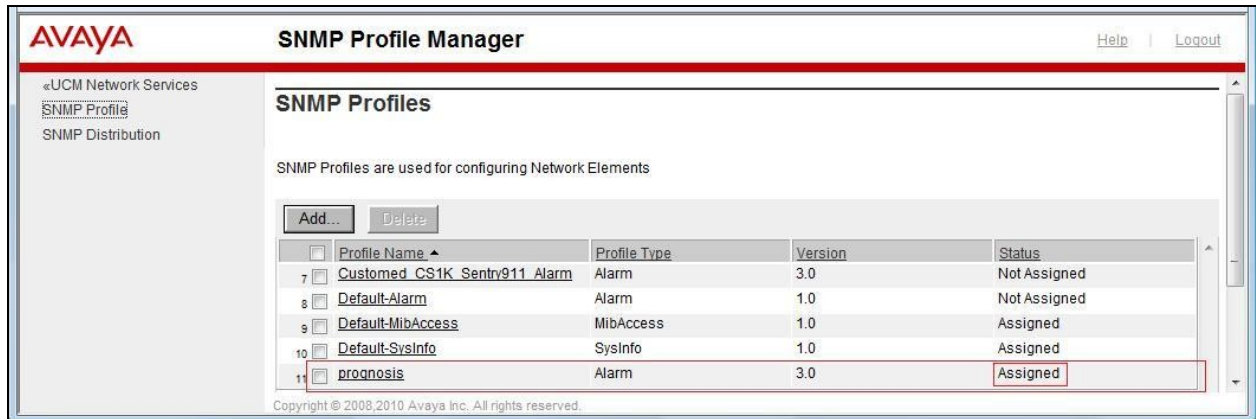 AVAYA
SNMP Profile Manager
Help | Logout
«UCM Network Services
SNMP Profile
SNMP Distribution
SNMP Profiles
SNMP Profiles are used for configuring Network Elements
Add... Delete
Profile Name Profile Type Version Status
7 Customed_CS1K_Sentry911_Alarm Alarm 3.0 Not Assigned
8 Default-Alarm Alarm 1.0 Not Assigned
9 Default-MibAccess MibAccess 1.0 Assigned
10 Default-SysInfo SysInfo 1.0 Assigned
11 prognosis Alarm 3.0 Assigned
Copyright © 2008,2010 Avaya Inc. All rights reserved.